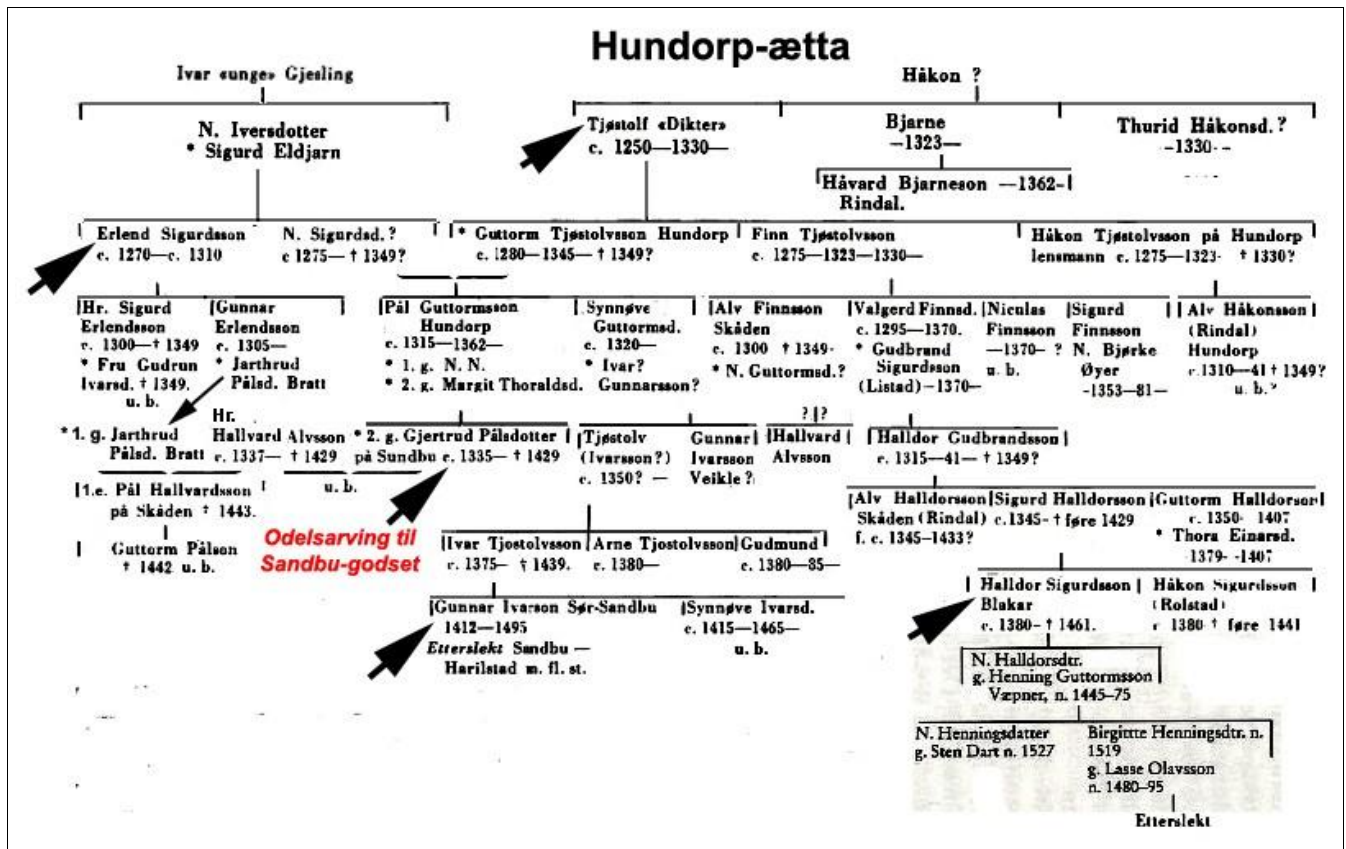 Hundorp-ætta
Ivar «unge» Gjesling
Håkon ?
N. Iversdotter
* Sigurd Eldjarn
Tjøstolf «Dikter»
c. 1250—1330—
Bjarne
—1323—
Thurid Håkonsd. ?
-1330- -
Håvard Bjarneson —1362-
Rindal.
Erlend Sigurdsson
c. 1270—c. 1310
N. Sigurdsd. ?
c 1275— † 1349?
* Guttorm Tjøstolvsson Hundorp
c. 1280—1345— † 1349?
Finn Tjøstolvsson
c. 1275—1323—1330—
Håkon Tjøstolvsson på Hundorp
lensmann c. 1275—1323- † 1330?
Hr. Sigurd
Erlendsson
c. 1300—† 1349
* Fru Gudrun
Ivarsd. † 1349.
u. b.
Gunnar
Erlendsson
c. 1305—
* Jarthrud
Pålsd. Bratt
Pål Guttormsson
Hundorp
c. 1315—1362—
* 1. g. N. N.
* 2. g. Margit Thoraldsd.
Synnøve
Guttormsd.
c. 1320—
* Ivar?
Gunnarsson?
Alv Finnsson
Skåden
c. 1300 † 1349-
* N. Guttormsd.?
Valgerd Finnsd.
c. 1295—1370.
* Gudbrand
Sigurdsson
(Listad) —1370—
Niculas
Finnsson
—1370- ?
u. b.
Sigurd
Finnsson
N. Bjørke
Øyer
-1353—81—
Alv Håkonsson
(Rindal)
Hundorp
c.1310—41 † 1349?
u. b.?
* 1. g. Jarthrud
Pålsd. Bratt
Hr.
Hallvard Alvsson
c. 1337— † 1429
* 2. g. Gjertrud Pålsdotter
på Sundbu c. 1335— † 1429
Tjøstolv
(Ivarsson?)
c. 1350? —
Gunnar
Ivarsson
Veikle?
? ?
Hallvard
Alvsson
Halldor Gudbrandsson
c. 1315—41— † 1349?
1.e. Pål Hallvardsson
på Skåden † 1443.
u. b.
Guttorm Pålson
† 1442 u. b.
Odelsarving til
Sandbu-godset
Ivar Tjostolvsson
c. 1375— † 1439.
Arne Tjostolvsson
c. 1380—
Gudmund
c. 1380—85—
Alv Halldorsson
Skåden (Rindal)
f. c. 1345–1433?
Sigurd Halldorsson
c.1345- † føre 1429
Guttorm Halldorson
c. 1350- 1407
* Thora Einarsd.
1379- -1407
Gunnar Ivarson Sør-Sandbu
1412—1495
Etterslekt Sandbu —
Harilstad m. fl. st.
Synnøve Ivarsd.
c. 1415—1465—
u. b.
Halldor Sigurdsson
Blakar
c. 1380- † 1461.
Håkon Sigurdsson
(Rolstad)
c 1380 † føre 1441
N. Halldorsdtr.
g. Henning Guttormsson
Væpner, n. 1445-75
N. Henningsdatter
g. Sten Dart n. 1527
Birgittte Henningsdtr. n.
1519
g. Lasse Olavsson
n. 1480–95
Etterslekt